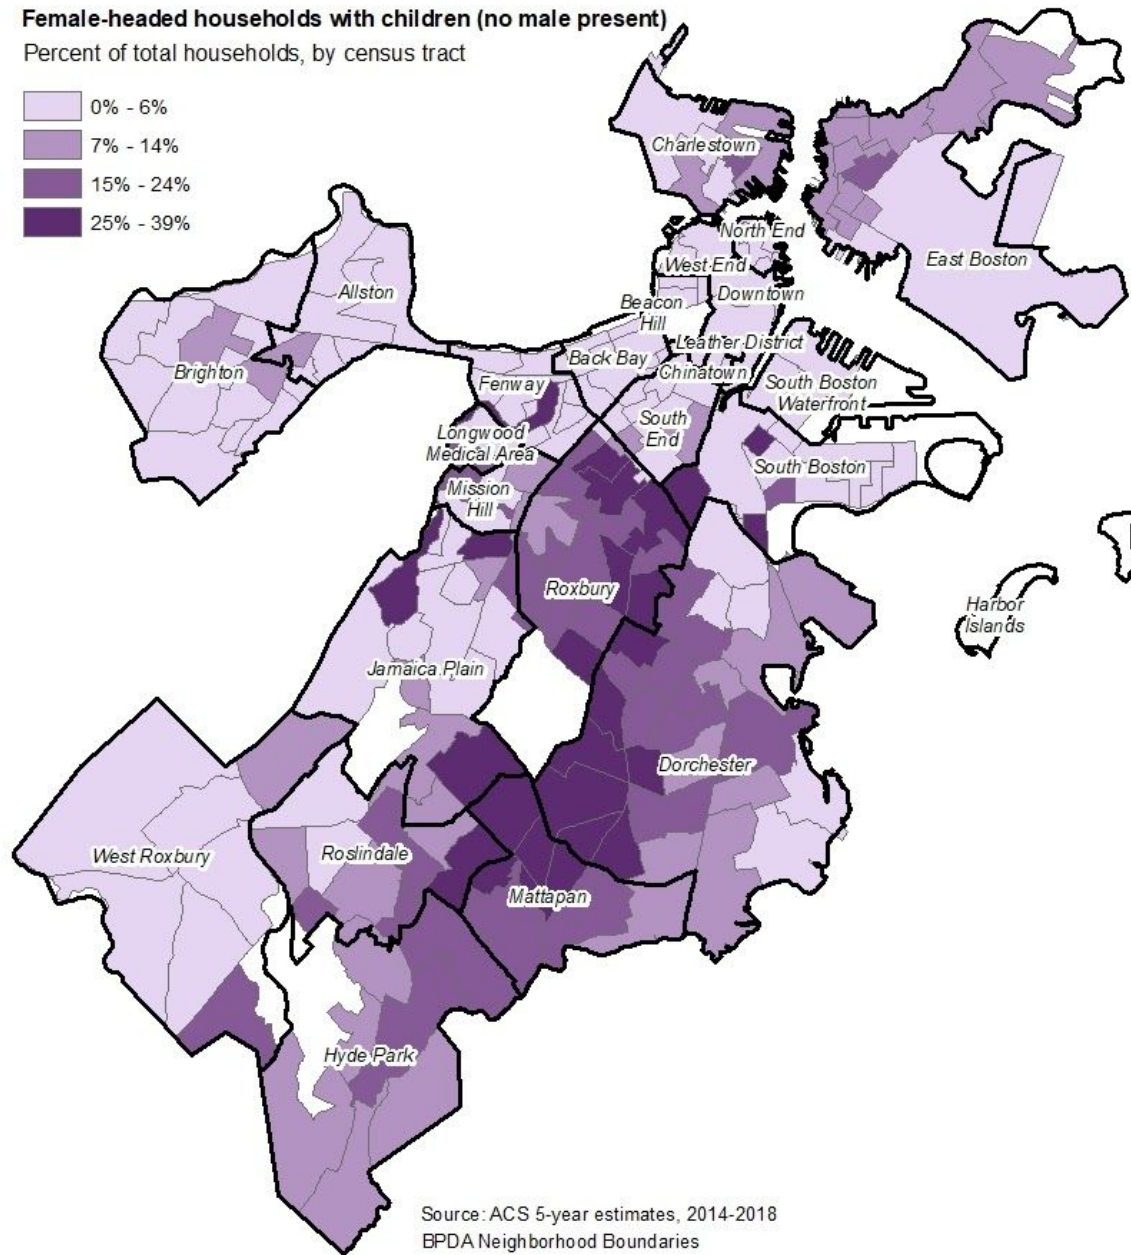 Female-headed households with children (no male present)
Percent of total households, by census tract
0% - 6%
7% - 14%
15% - 24%
25% - 39%
Charlestown
North End
West End
East Boston
Downtown
Allston
Beacon
Hill
Leather District
Back Bay
Chinatown
Brighton
Fenway
South Boston
Waterfront
South
End
Longwood
Medical Area
South Boston
Mission
Hill
Roxbury
Harbor
Islands
Jamaica Plain
Dorchester
West Roxbury
Roslindale
Mattapan
Hyde Park
Source: ACS 5-year estimates, 2014-2018
BPDA Neighborhood Boundaries